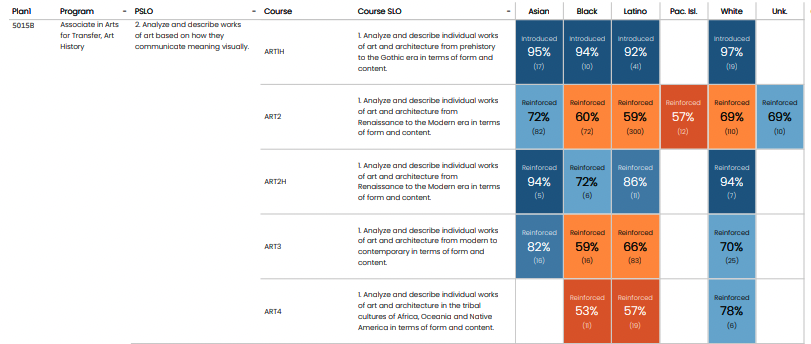 Plan1 Program - PSLO - Course Course SLO - Asian Black Latino Pac. Isl. White Unk.
S015B Associate in Arts for Transfer, Art History 2. Analyze and describe works of art based on how they communicate meaning visually.
ART1H
1. Analyze and describe individual works
of art and architecture from prehistory
to the Gothic era in terms of form and
content.
Introduced Introduced Introduced Introduced
95% 94% 92% 97%
(17) (10) (41) (19)
ART2
1. Analyze and describe individual works
of art and architecture from
Renaissance to the Modern era in terms
of form and content.
Reinforced Reinforced Reinforced Reinforced Reinforced Reinforced
72% 60% 59% 57% 69% 69%
(82) (72) (300) (12) (110) (10)
ART2H
1. Analyze and describe individual works
of art and architecture from
Renaissance to the Modern era in terms
of form and content.
Reinforced Reinforced Reinforced Reinforced
94% 72% 86% 94%
(5) (6) (11) (7)
ART3
1. Analyze and describe individual works
of art and architecture from modern to
contemporary in terms of form and
content.
Reinforced Reinforced Reinforced Reinforced
82% 59% 66% 70%
(16) (16) (83) (25)
ART4
1. Analyze and describe individual works
of art and architecture in the tribal
cultures of Africa, Oceania and Native
America in terms of form and content.
Reinforced Reinforced Reinforced
53% 57% 78%
(11) (19) (6)